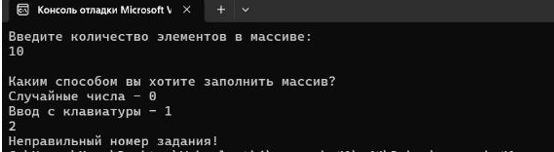 Консоль отладки Microsoft V
Введите количество элементов в массиве:
10
Каким способом вы хотите заполнить массив?
Случайные числа - 0
Ввод с клавиатуры - 1
2
Неправильный номер задания!